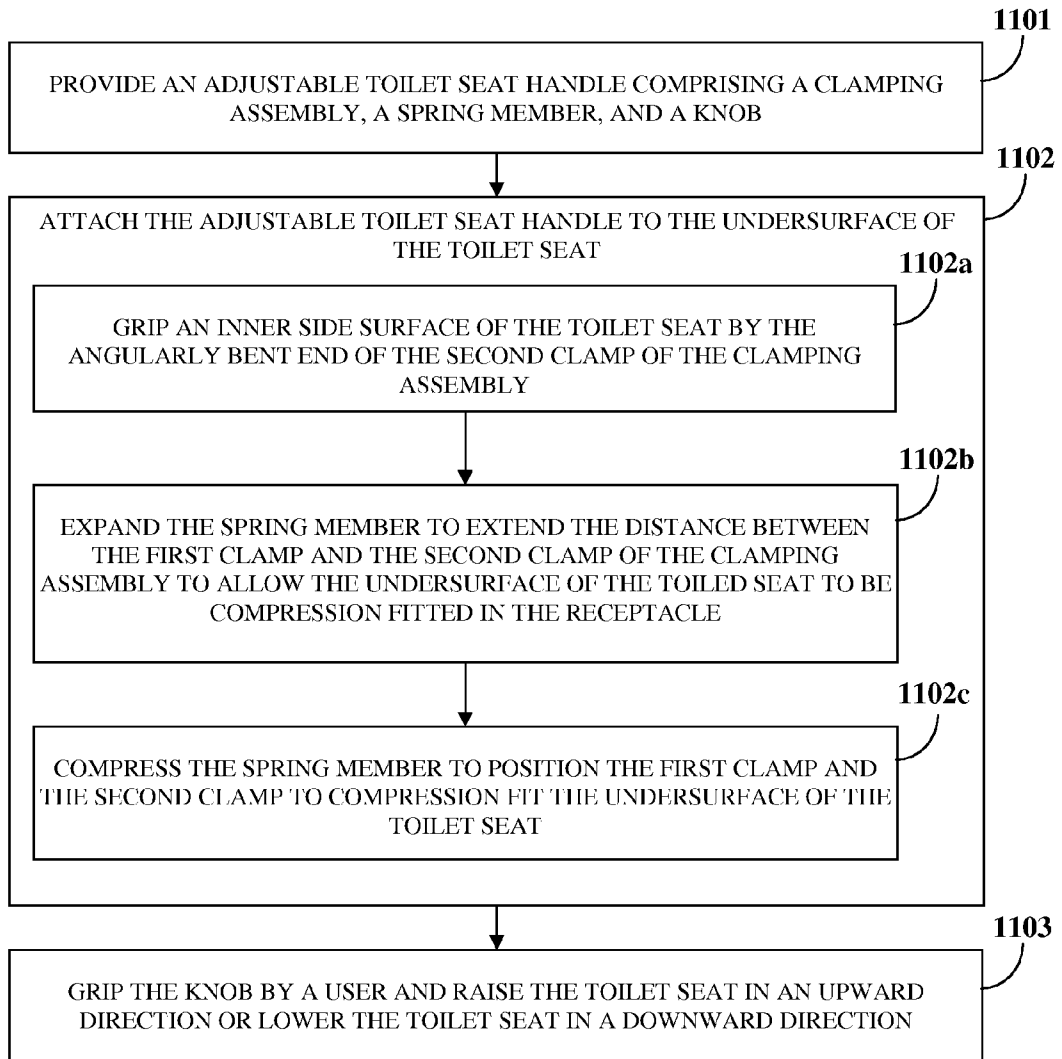 1101
PROVIDE AN ADJUSTABLE TOILET SEAT HANDLE COMPRISING A CLAMPING
ASSEMBLY, A SPRING MEMBER, AND A KNOB
1102
ATTACH THE ADJUSTABLE TOILET SEAT HANDLE TO THE UNDERSURFACE OF
THE TOILET SEAT
1102a
GRIP AN INNER SIDE SURFACE OF THE TOILET SEAT BY THE
ANGULARLY BENT END OF THE SECOND CLAMP OF THE CLAMPING
ASSEMBLY
1102b
EXPAND THE SPRING MEMBER TO EXTEND THE DISTANCE BETWEEN
THE FIRST CLAMP AND THE SECOND CLAMP OF THE CLAMPING
ASSEMBLY TO ALLOW THE UNDERSURFACE OF THE TOILED SEAT TO BE
COMPRESSION FITTED IN THE RECEPTACLE
1102c
COMPRESS THE SPRING MEMBER TO POSITION THE FIRST CLAMP AND
THE SECOND CLAMP TO COMPRESSION FIT THE UNDERSURFACE OF THE
TOILET SEAT
1103
GRIP THE KNOB BY A USER AND RAISE THE TOILET SEAT IN AN UPWARD
DIRECTION OR LOWER THE TOILET SEAT IN A DOWNWARD DIRECTION